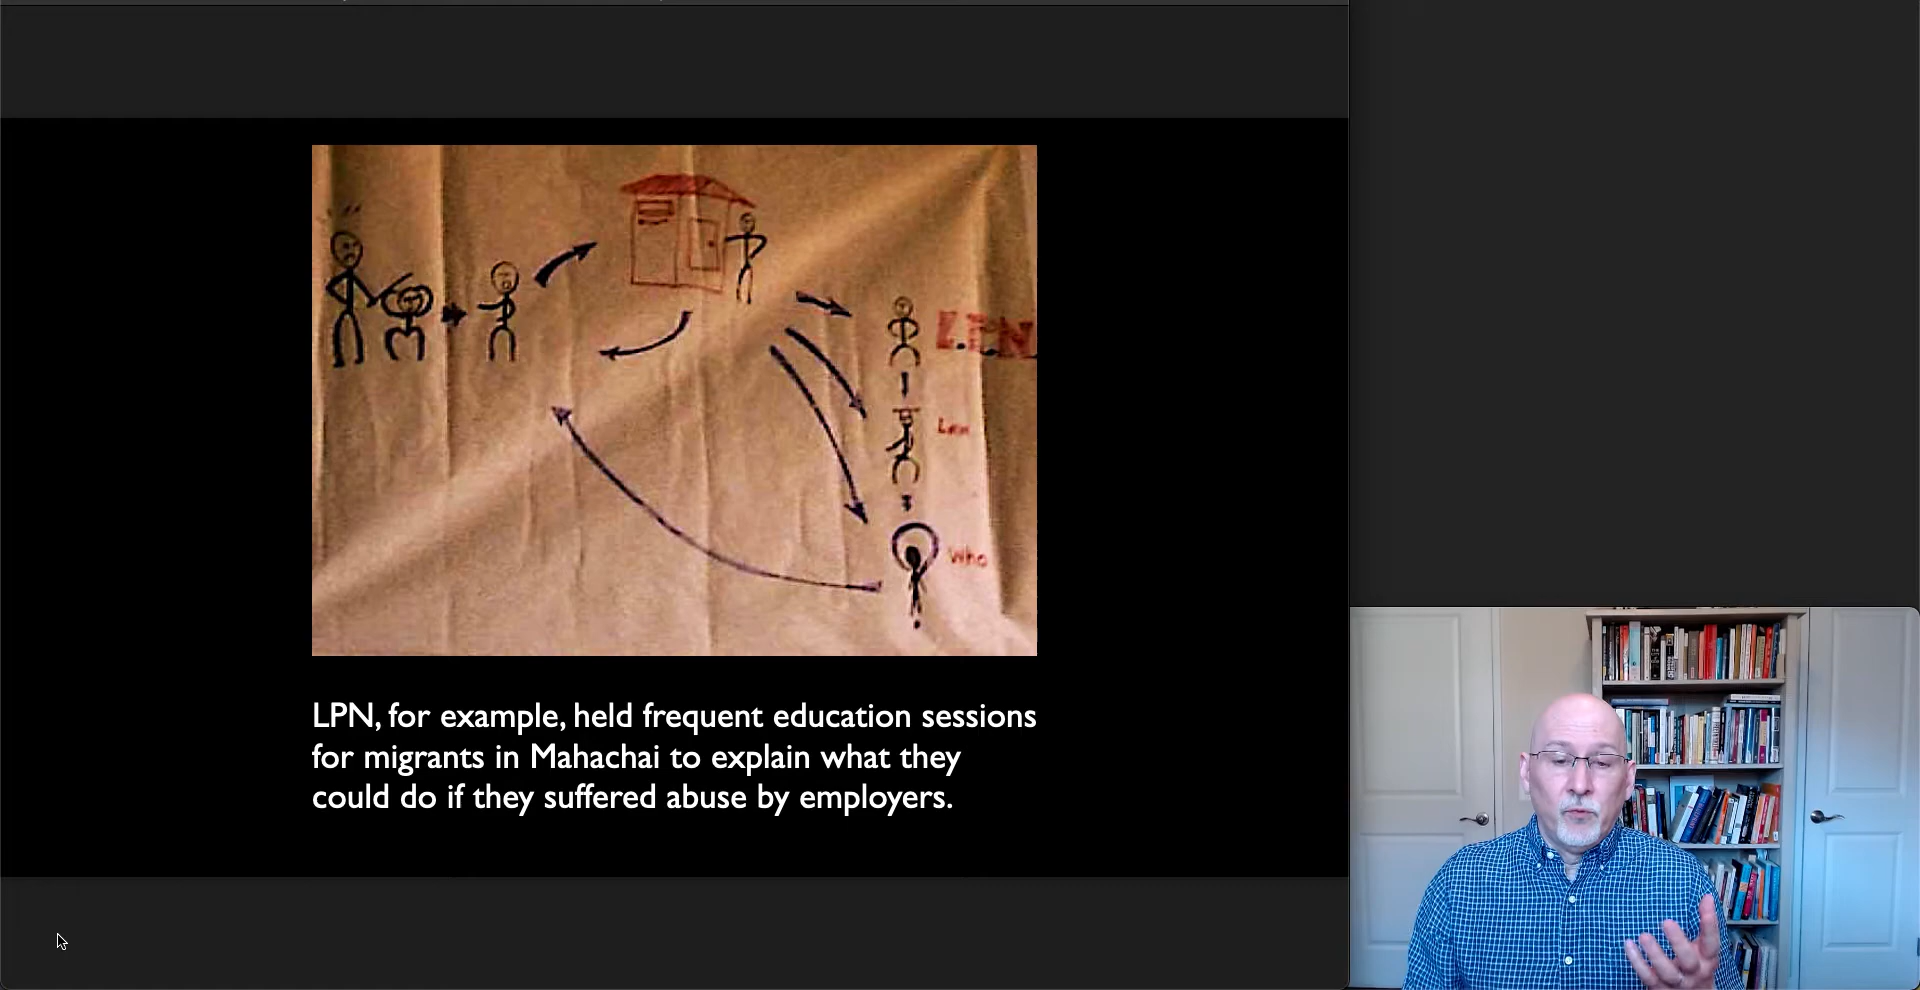 L.P.N.
Law
Who
LPN, for example, held frequent education sessions
for migrants in Mahachai to explain what they
could do if they suffered abuse by employers.